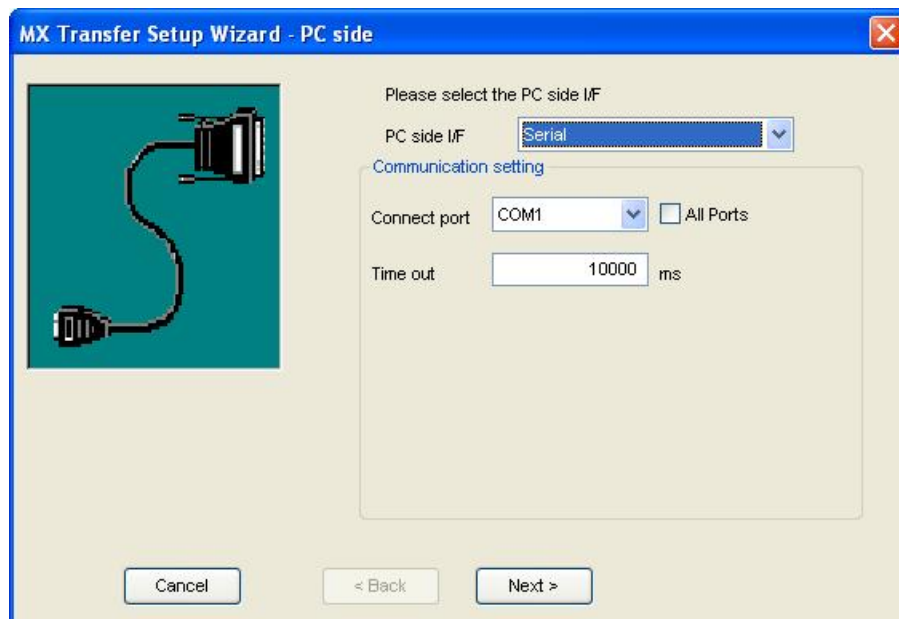 MX Transfer Setup Wizard - PC side
Please select the PC side I/F
PC side I/F Serial
Communication setting
Connect port COM1 All Ports
Time out 10000 ms
Cancel < Back Next >